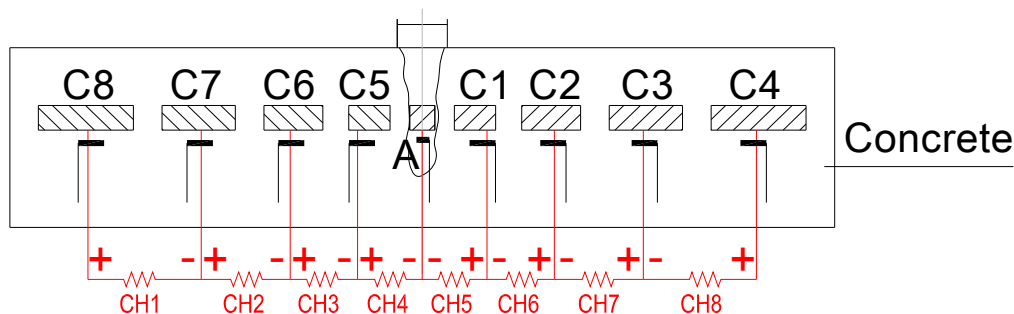 C8 C7 C6 C5 C1 C2 C3 C4
A
Concrete
+ - + - + - + - - + - + - + - +
CH1 CH2 CH3 CH4 CH5 CH6 CH7 CH8